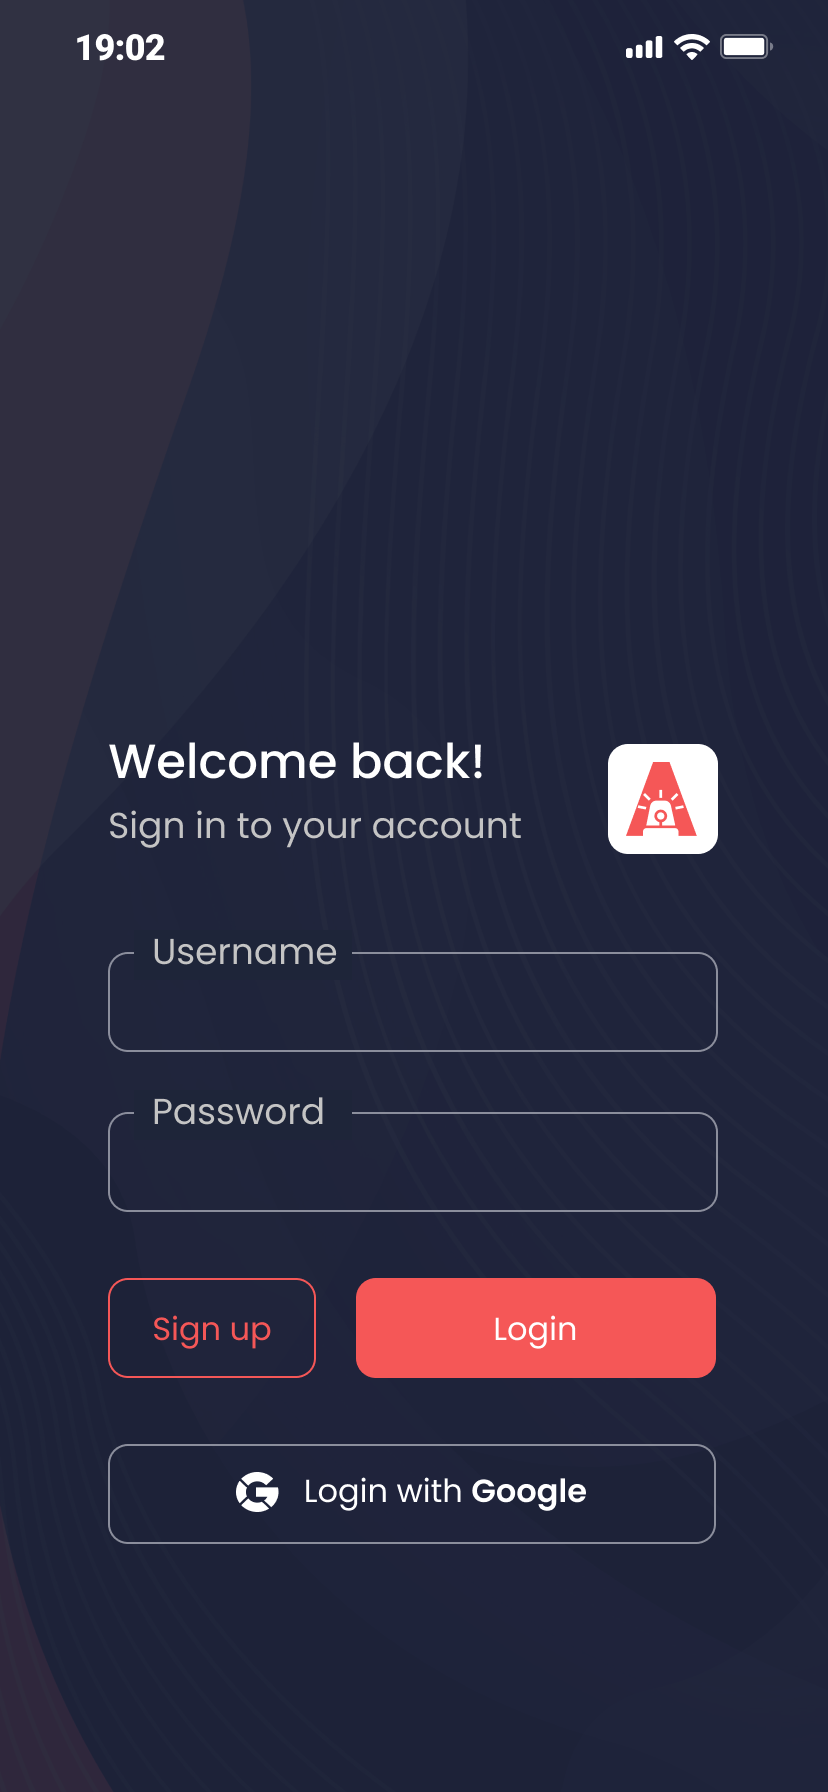 19:02
Welcome back!
Sign in to your account
Username
Password
Sign up
Login
Login with Google